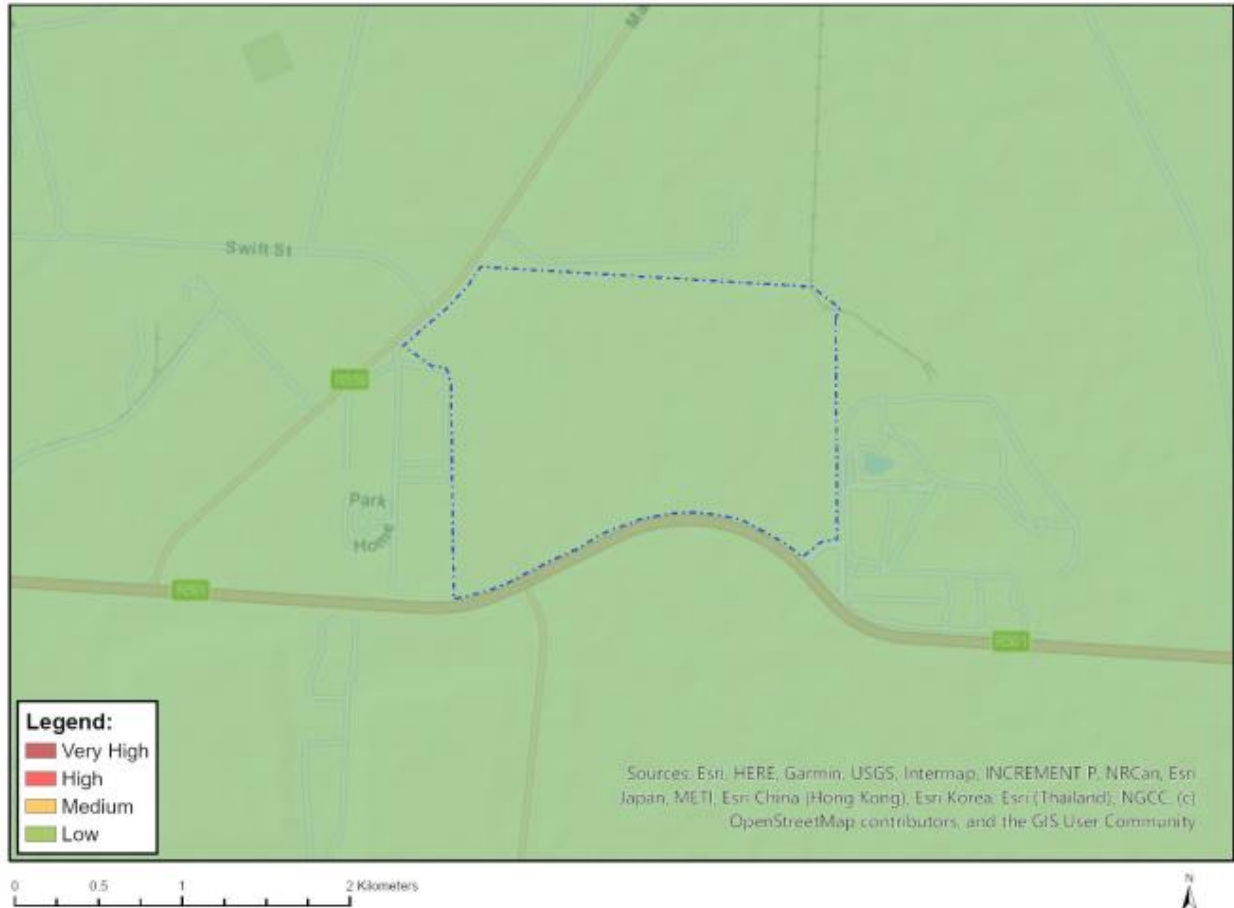 Ma
Swift St
Park
Home
Legend:
Very High
High
Medium
Low
Sources: Esri, HERE, Garmin, USGS, Intermap, INCREMENT P, NRCan, Esri
Japan, METI, Esri China (Hong Kong), Esri Korea, Esri (Thailand), NGCC, (c)
OpenStreetMap contributors, and the GIS User Community
0 0.5 1 2 Kilometers
N